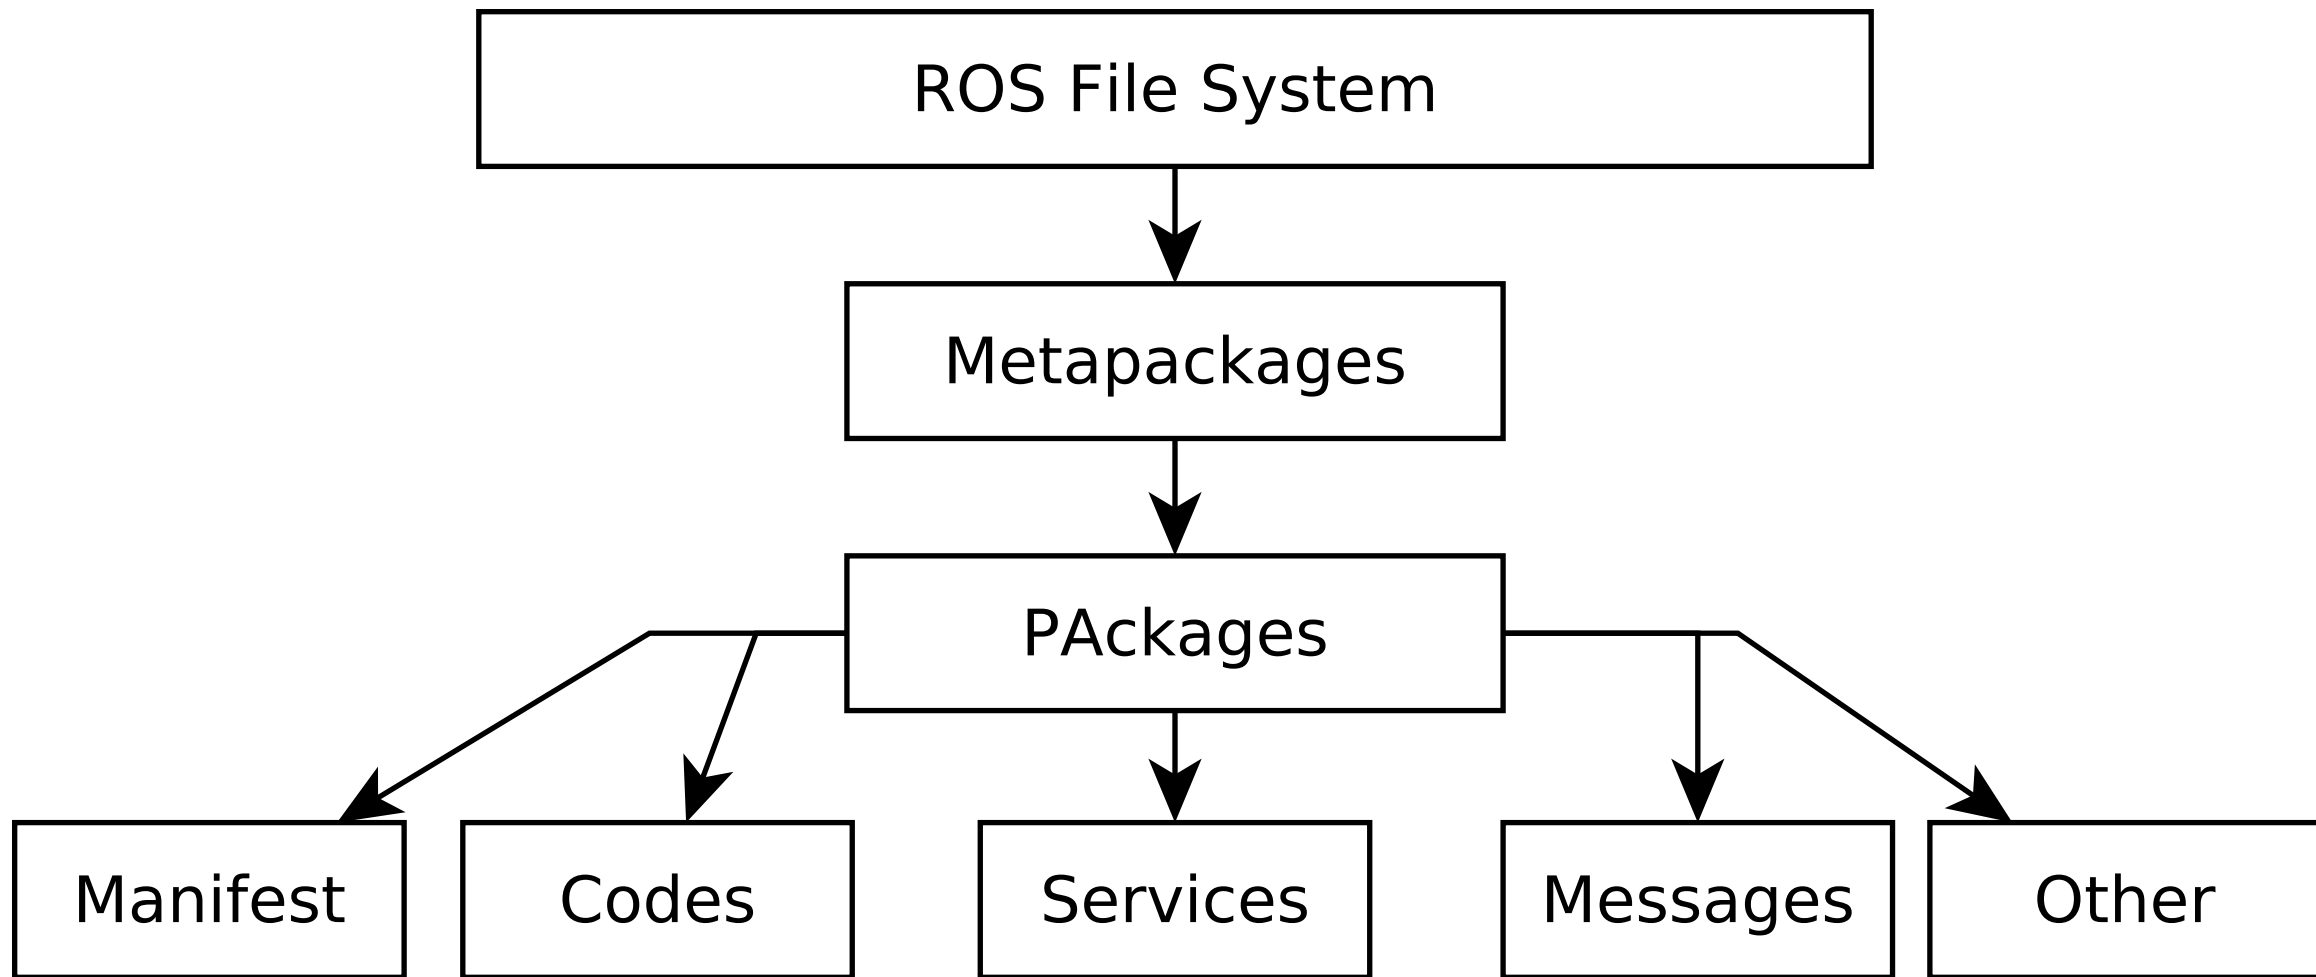 ROS File System
Metapackages
PAckages
Manifest
Codes
Services
Messages
Other